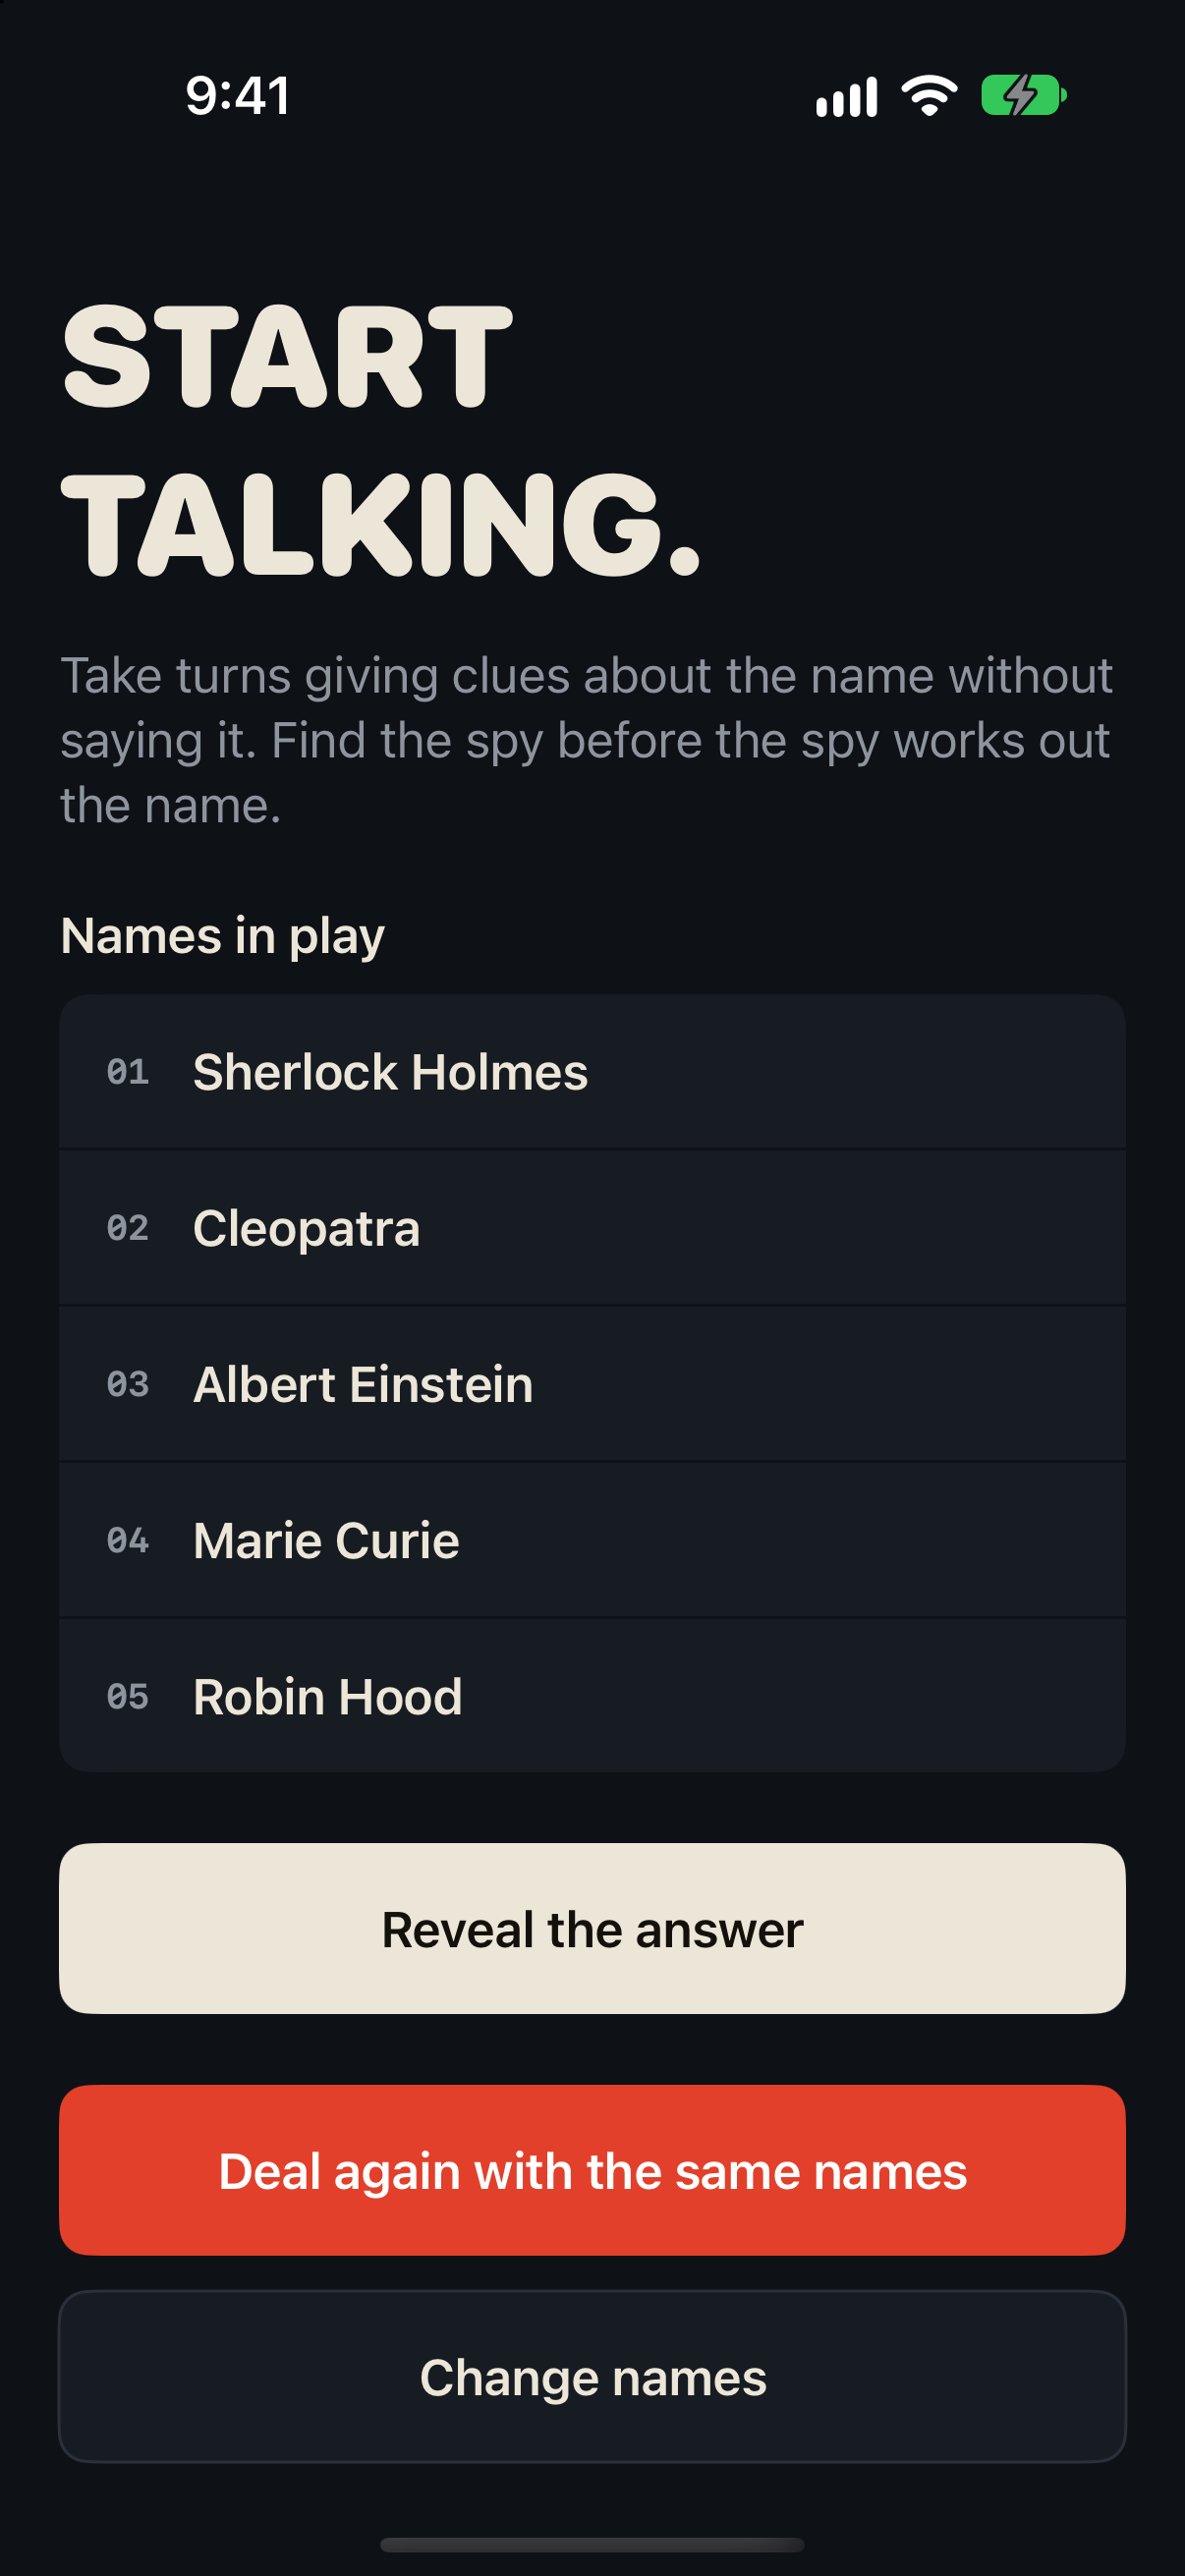 9:41
START
TALKING.
Take turns giving clues about the name without
saying it. Find the spy before the spy works out
the name.
Names in play
01 Sherlock Holmes
02 Cleopatra
03 Albert Einstein
04 Marie Curie
05 Robin Hood
Reveal the answer
Deal again with the same names
Change names